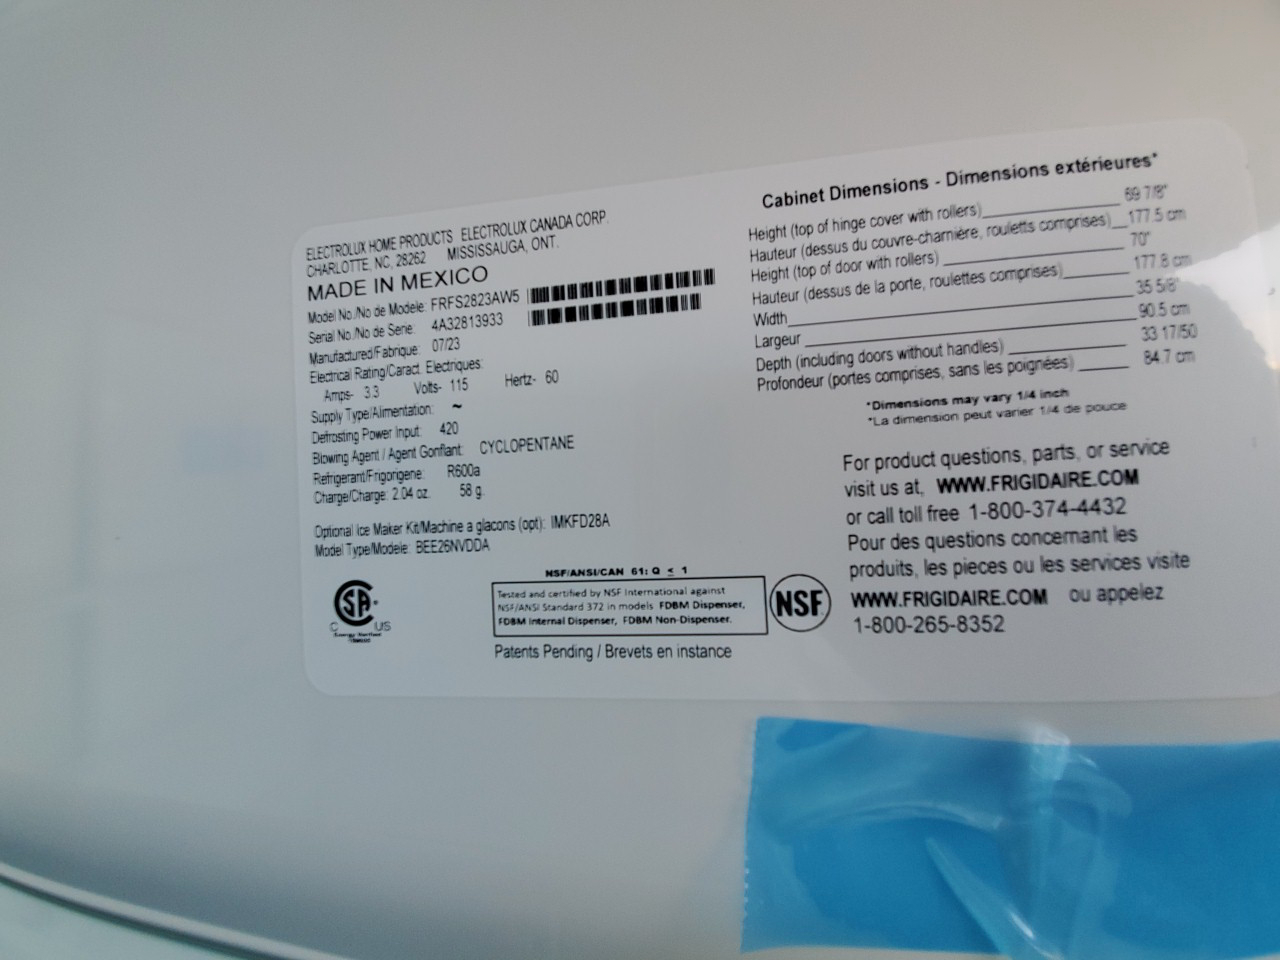 ELECTROLUX HOME PRODUCTS ELECTROLUX CANADA CORP.
CHARLOTTE, NC, 28262 MISSISSAUGA, ONT.
MADE IN MEXICO
Model No./No de Modele: FRFS2823AW5
Serial No./No de Serie: 4A32813933
Manufactured/Fabrique: 07/23
Electrical Rating/Caract. Electriques:
Amps- 3.3 Volts- 115 Hertz- 60
Supply Type/Alimentation: ~
Defrosting Power Input: 420
Blowing Agent / Agent Gonflant: CYCLOPENTANE
Refrigerant/Frigorigene: R600a
Charge/Charge: 2.04 oz. 58 g.
Optional Ice Maker Kit/Machine a glacons (opt): IMKFD28A
Model Type/Modele: BEE26NVDDA
SA
C US
Energy Verified
NSF/ANSI/CAN 61: Q ≤ 1
Tested and certified by NSF International against
NSF/ANSI Standard 372 in models FDBM Dispenser,
FDBM Internal Dispenser, FDBM Non-Dispenser.
NSF
Patents Pending / Brevets en instance
Cabinet Dimensions - Dimensions extérieures*
Height (top of hinge cover with rollers) 69 7/8"
Hauteur (dessus du couvre-charnière, rouletts comprises) 177.5 cm
Height (top of door with rollers) 70"
Hauteur (dessus de la porte, roulettes comprises) 177.8 cm
Width 35 5/8"
Largeur 90.5 cm
Depth (including doors without handles) 33 17/50
Profondeur (portes comprises, sans les poignées) 84.7 cm
*Dimensions may vary 1/4 inch
*La dimension peut varier 1/4 de pouce
For product questions, parts, or service
visit us at, WWW.FRIGIDAIRE.COM
or call toll free 1-800-374-4432
Pour des questions concernant les
produits, les pieces ou les services visite
WWW.FRIGIDAIRE.COM ou appelez
1-800-265-8352